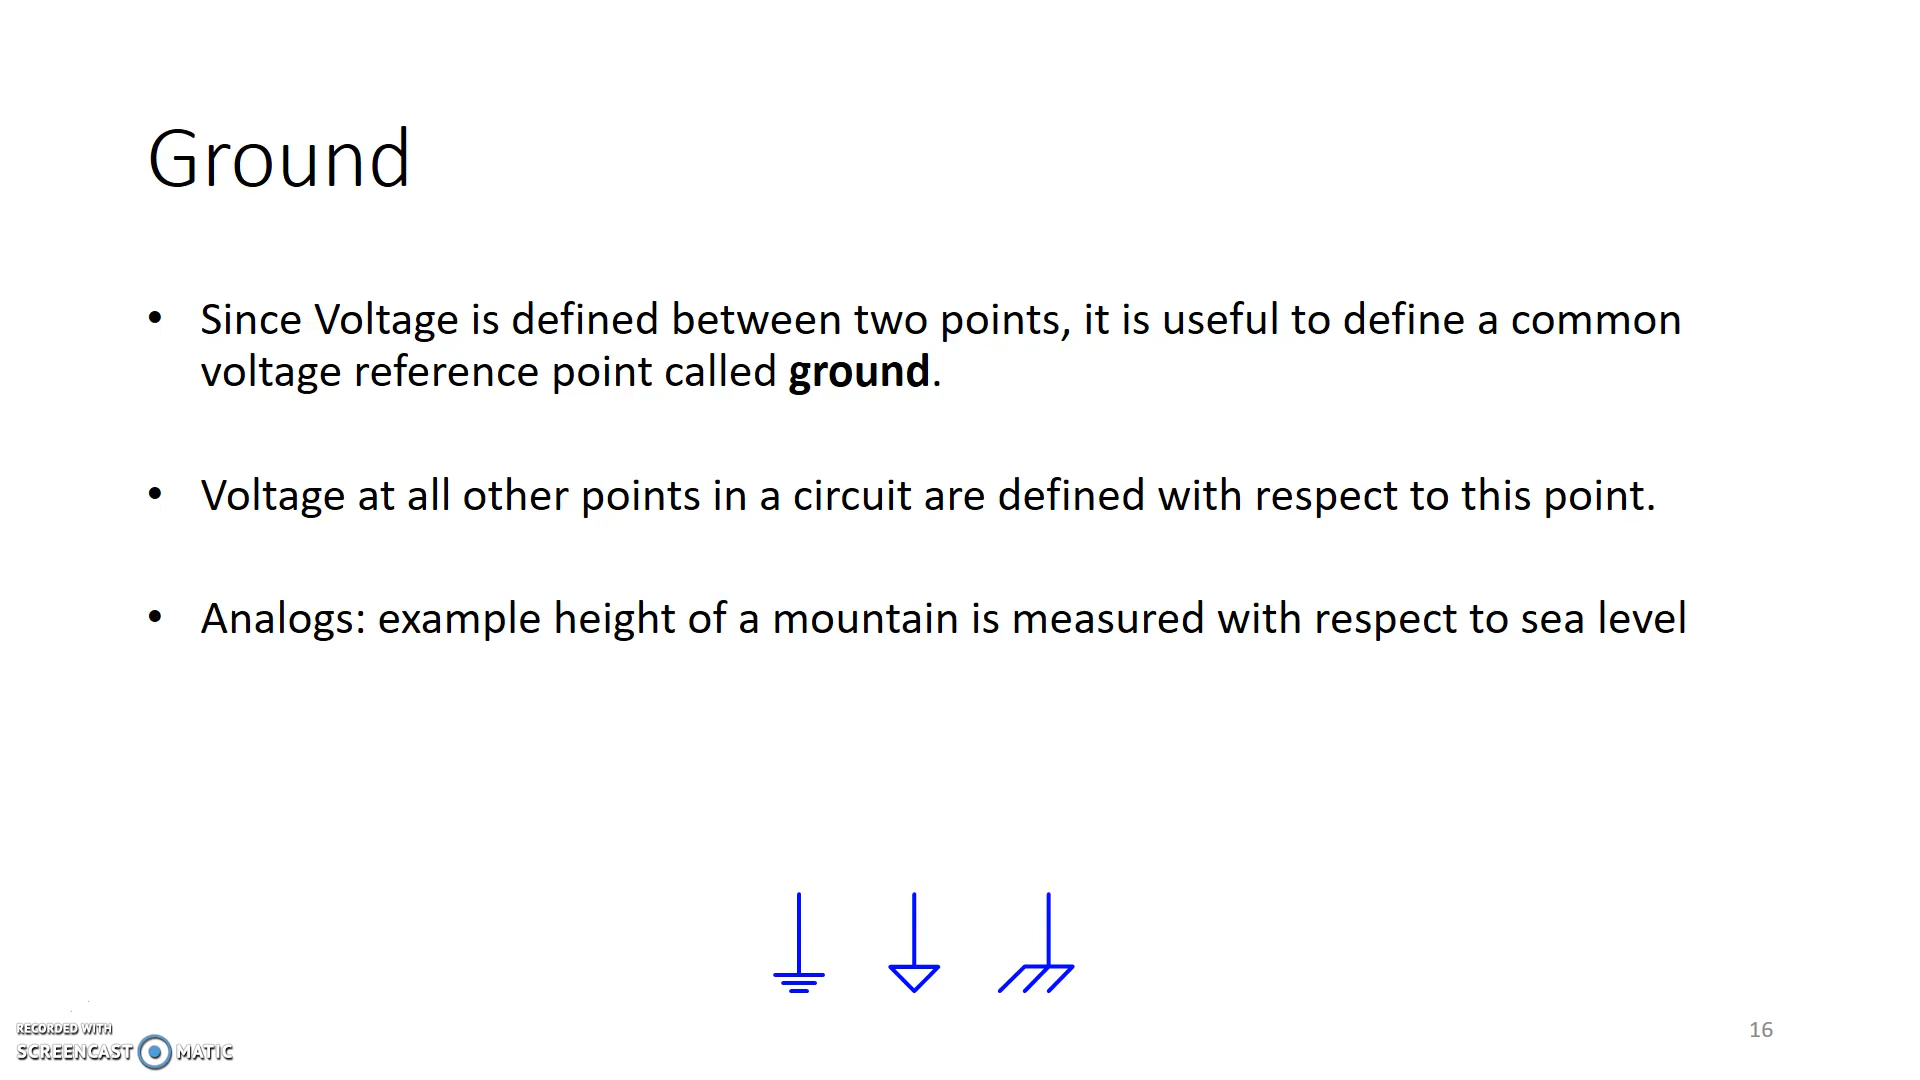 Ground
• Since Voltage is defined between two points, it is useful to define a common
voltage reference point called ground.
• Voltage at all other points in a circuit are defined with respect to this point.
• Analogs: example height of a mountain is measured with respect to sea level
RECORDED WITH
SCREENCAST MATIC
16